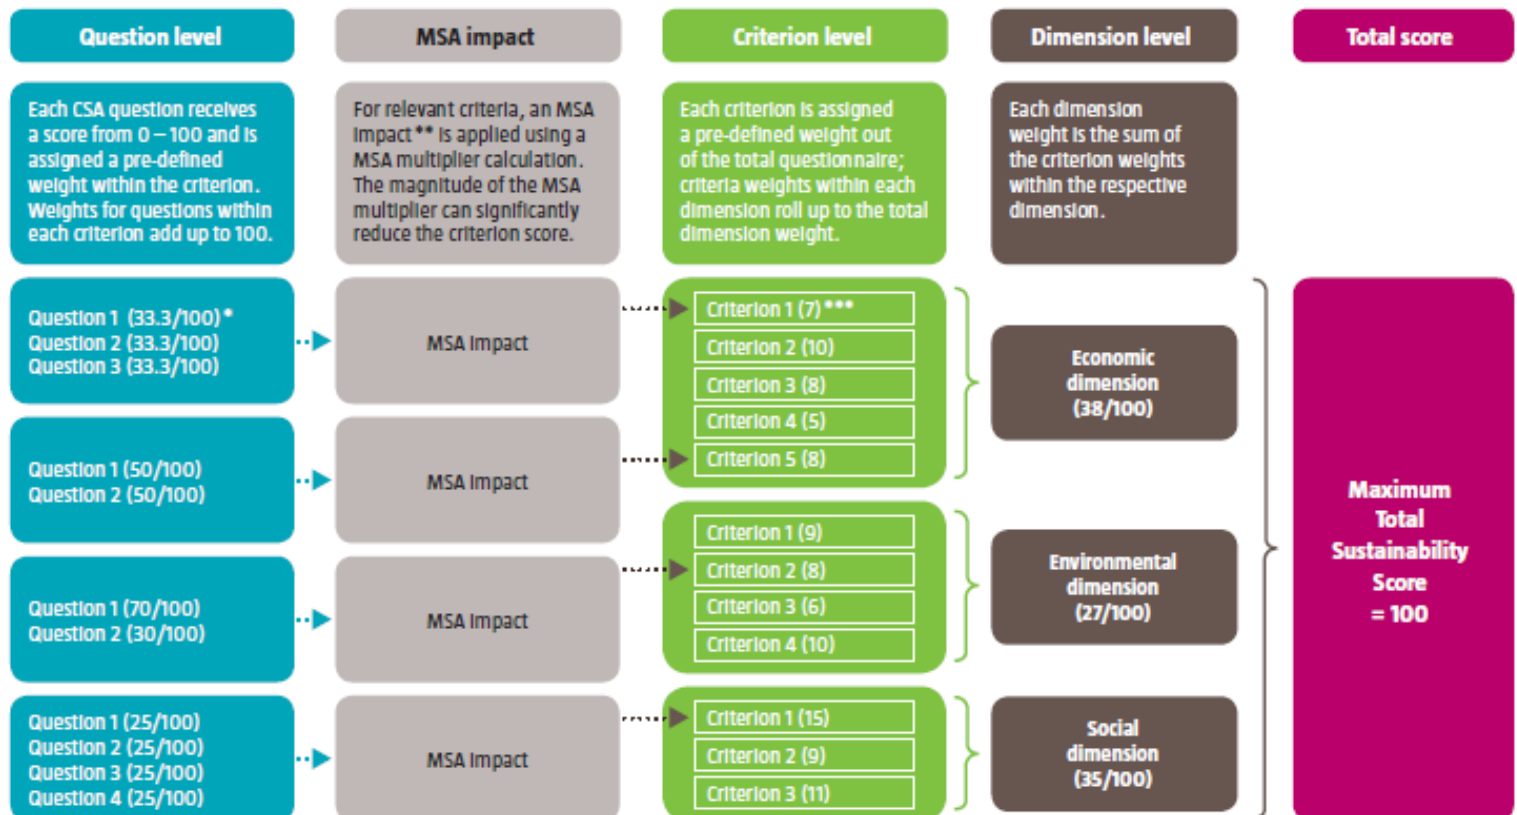 Question level
MSA impact
Criterion level
Dimension level
Total score
Each CSA question receives
a score from 0 – 100 and is
assigned a pre-defined
weight within the criterion.
Weights for questions within
each criterion add up to 100.
For relevant criteria, an MSA
impact** is applied using a
MSA multiplier calculation.
The magnitude of the MSA
multiplier can significantly
reduce the criterion score.
Each criterion is assigned
a pre-defined weight out
of the total questionnaire;
criteria weights within each
dimension roll up to the total
dimension weight.
Each dimension
weight is the sum of
the criterion weights
within the respective
dimension.
Question 1 (33.3/100)*
Question 2 (33.3/100)
Question 3 (33.3/100)
MSA Impact
Question 1 (50/100)
Question 2 (50/100)
MSA Impact
Question 1 (70/100)
Question 2 (30/100)
MSA Impact
Question 1 (25/100)
Question 2 (25/100)
Question 3 (25/100)
Question 4 (25/100)
MSA Impact
Criterion 1 (7)***
Criterion 2 (10)
Criterion 3 (8)
Criterion 4 (5)
Criterion 5 (8)
Criterion 1 (9)
Criterion 2 (8)
Criterion 3 (6)
Criterion 4 (10)
Criterion 1 (15)
Criterion 2 (9)
Criterion 3 (11)
Economic
dimension
(38/100)
Environmental
dimension
(27/100)
Social
dimension
(35/100)
Maximum
Total
Sustainability
Score
= 100